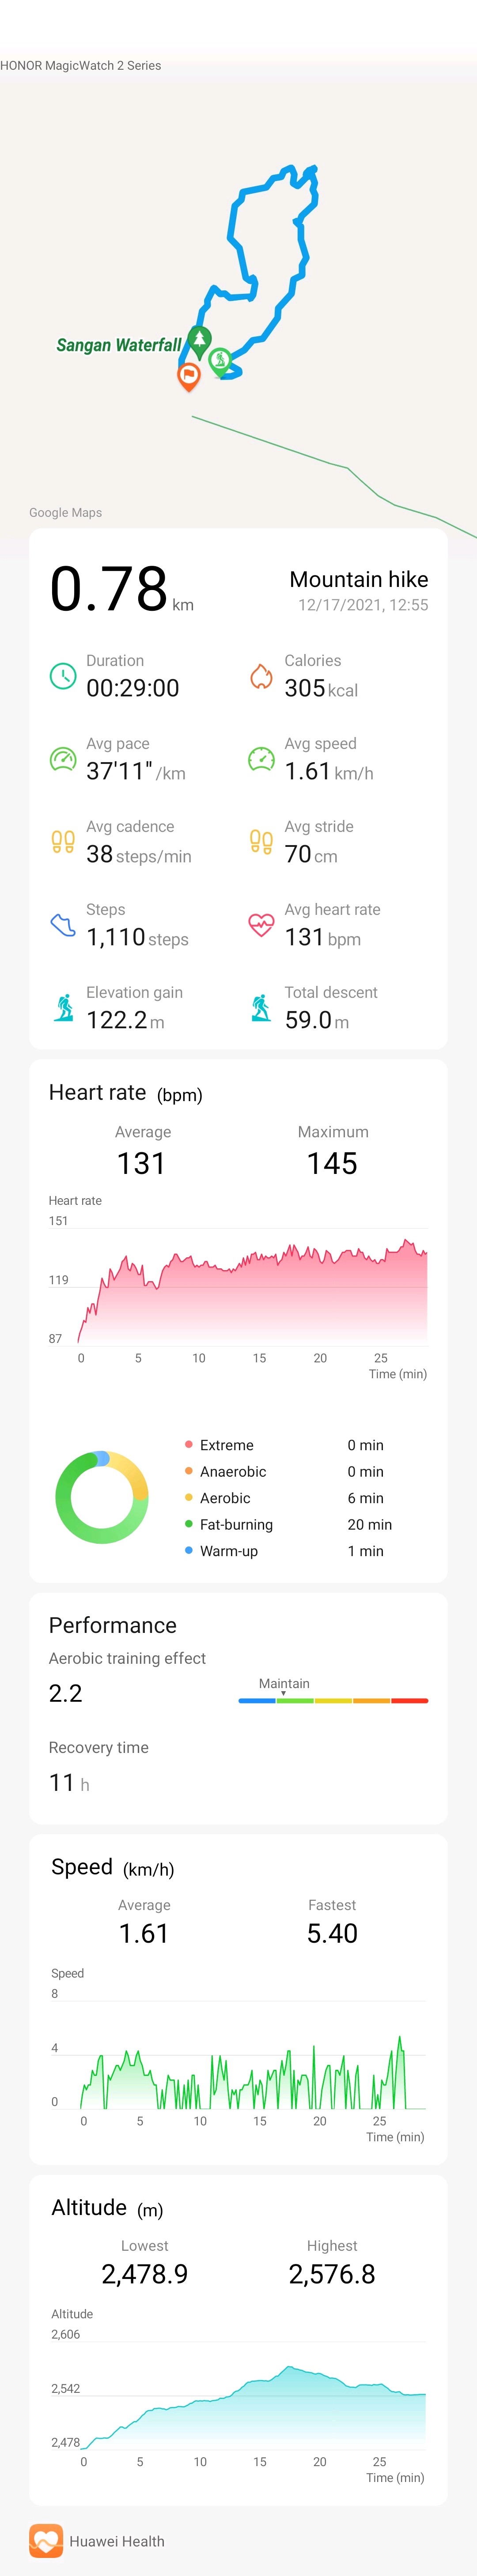 HONOR MagicWatch 2 Series
Sangan Waterfall
Google Maps
0.78 km
Mountain hike
12/17/2021, 12:55
Duration
00:29:00
Calories
305 kcal
Avg pace
37'11" /km
Avg speed
1.61 km/h
Avg cadence
38 steps/min
Avg stride
70 cm
Steps
1,110 steps
Avg heart rate
131 bpm
Elevation gain
122.2 m
Total descent
59.0 m
Heart rate (bpm)
Average Maximum
131 145
Heart rate
151
119
87
0 5 10 15 20 25
Time (min)
Extreme 0 min
Anaerobic 0 min
Aerobic 6 min
Fat-burning 20 min
Warm-up 1 min
Performance
Aerobic training effect
2.2
Maintain
Recovery time
11 h
Speed (km/h)
Average Fastest
1.61 5.40
Speed
8
4
0
0 5 10 15 20 25
Time (min)
Altitude (m)
Lowest Highest
2,478.9 2,576.8
Altitude
2,606
2,542
2,478
0 5 10 15 20 25
Time (min)
Huawei Health